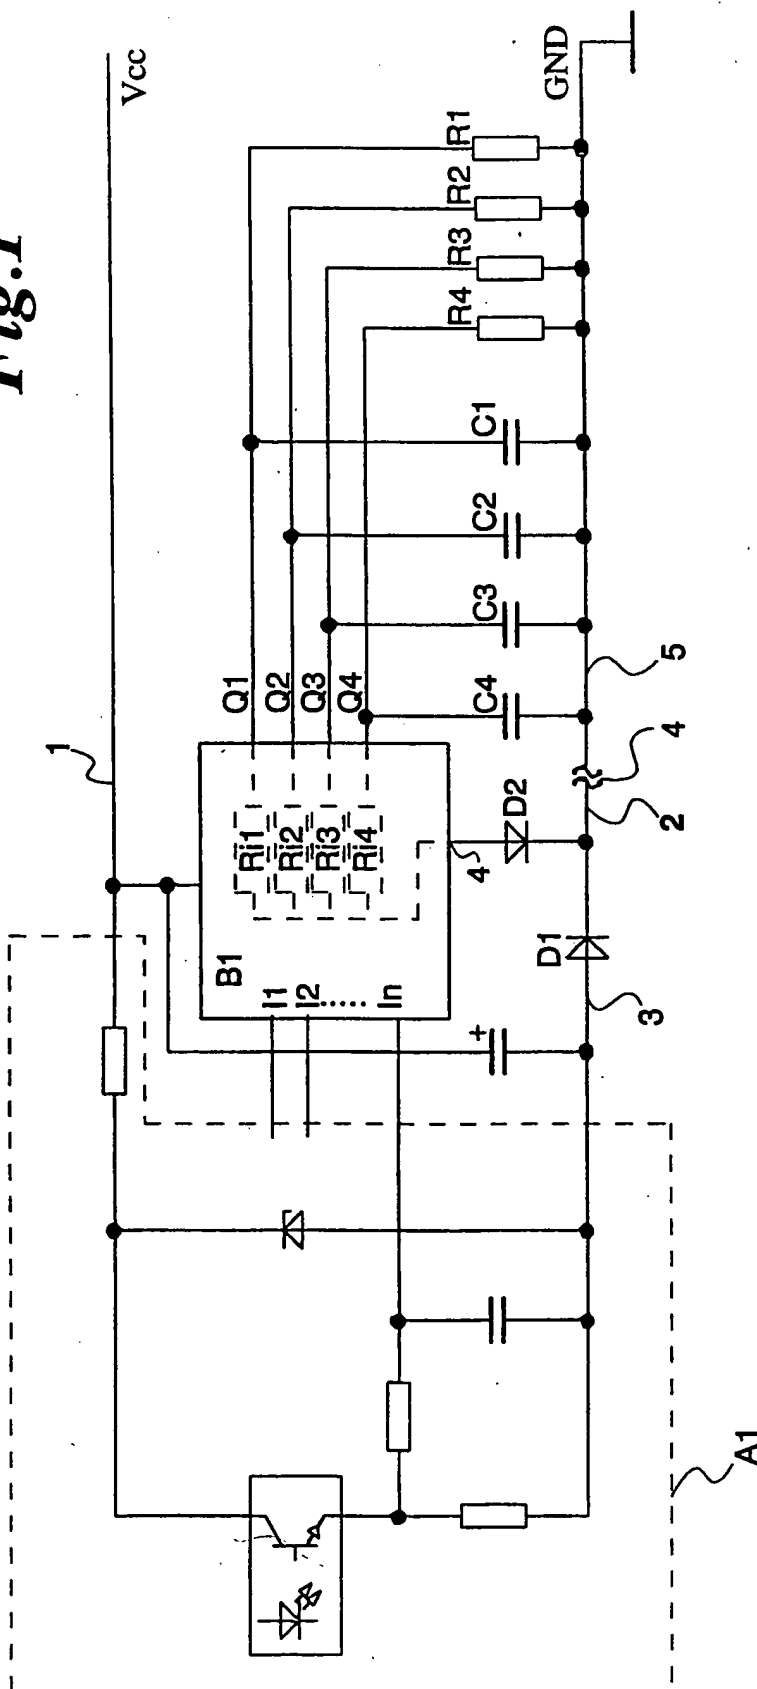 Fig.1
Vcc
GND
R1
R2
R3
R4
C1
C2
C3
C4
1
Q1
Q2
Q3
Q4
5
4
2
Ri1
Ri2
Ri3
Ri4
4
D2
B1
I1
I2
.....
In
D1
3
+
A1